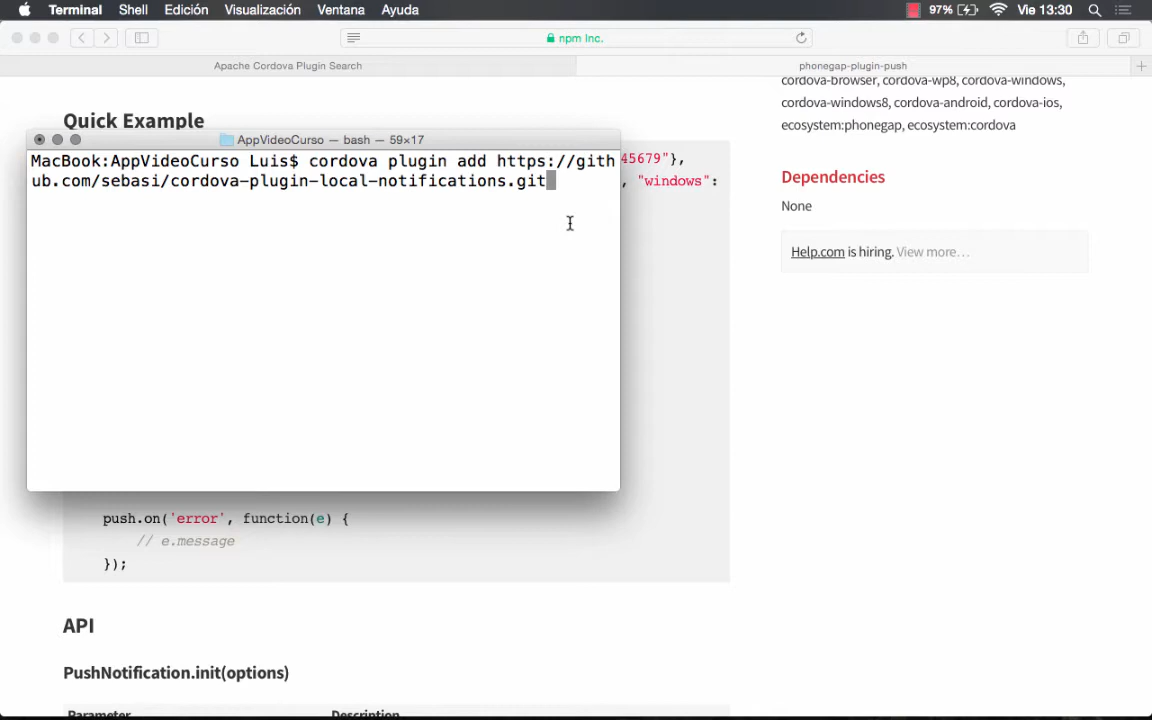 Terminal Shell Edición Visualización Ventana Ayuda 97% Vie 13:30
npm Inc.
Apache Cordova Plugin Search phonegap-plugin-push
cordova-browser, cordova-wp8, cordova-windows,
cordova-windows8, cordova-android, cordova-ios,
ecosystem:phonegap, ecosystem:cordova
Dependencies
None
Help.com is hiring. View more…
Quick Example
AppVideoCurso — bash — 59×17
MacBook:AppVideoCurso Luis$ cordova plugin add https://gith
ub.com/sebasi/cordova-plugin-local-notifications.git
45679"},
, "windows":
push.on('error', function(e) {
// e.message
});
API
PushNotification.init(options)
Parameter Description